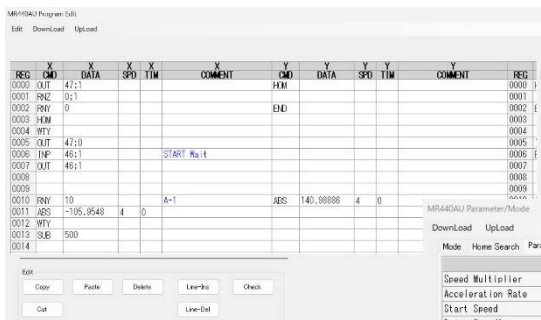 MR440AU Program Edit
Edit DownLoad UpLoad
X X X X X Y Y Y Y Y
REG CMD DATA SPD TIM COMMENT CMD DATA SPD TIM COMMENT REG
0000 OUT 47;1 HOM 0000
0001 RNZ 0;1 0001
0002 RNY 0 END 0002
0003 HOM 0003
0004 WTY 0004
0005 OUT 47;0 0005
0006 INP 46;1 START Wait 0006
0007 OUT 46;1 0007
0008 0008
0009 0009
0010 RNY 10 A-1 ABS 140.98886 4 0
0011 ABS -105.9548 4 0
0012 WTY
0013 SUB 500
0014
MR440AU Parameter/Mode
DownLoad UpLoad
Mode Home Search
Speed Multiplier
Acceleration Rate
Start Speed
Edit
Copy Paste Delete Line-Ins Check
Cut Line-Del